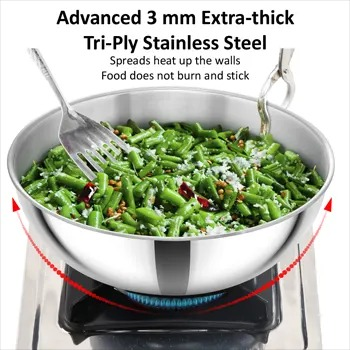 Advanced 3 mm Extra-thick
Tri-Ply Stainless Steel
Spreads heat up the walls
Food does not burn and stick